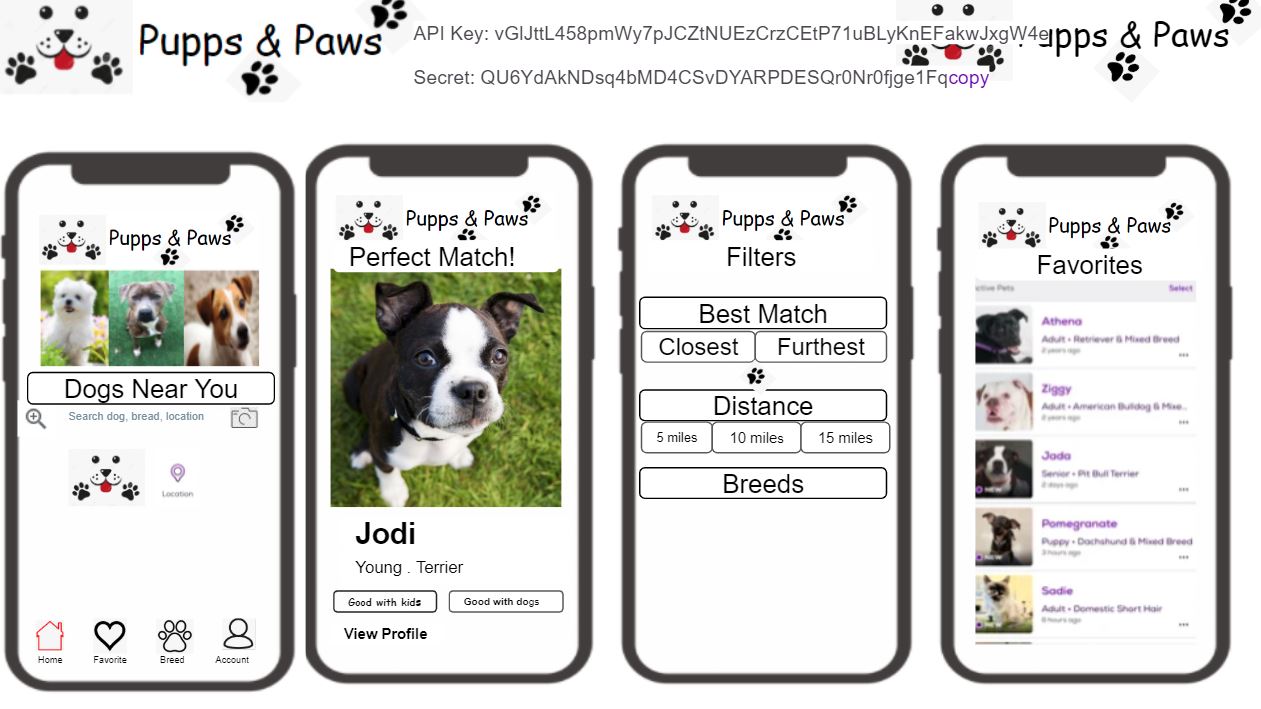 Pupps & Paws
API Key: vGlJttL458pmWy7pJCZtNUEzCrzCEtP71uBLyKnEFakwJxgW4e
Secret: QU6YdAkNDsq4bMD4CSvDYARPDESQr0Nr0fjge1Fqcopy
upps & Paws
Pupps & Paws
Dogs Near You
Search dog, bread, location
Location
Home
Favorite
Breed
Account
Pupps & Paws
Perfect Match!
Jodi
Young . Terrier
Good with kids
Good with dogs
View Profile
Pupps & Paws
Filters
Best Match
Closest
Furthest
Distance
5 miles
10 miles
15 miles
Breeds
Pupps & Paws
Favorites
ctive Pets
Select
Athena
Adult • Retriever & Mixed Breed
2 years ago
Ziggy
Adult • American Bulldog & Mixe...
2 years ago
Jada
Senior • Pit Bull Terrier
2 days ago
NEW
Pomegranate
Puppy • Dachshund & Mixed Breed
3 hours ago
NEW
Sadie
Adult • Domestic Short Hair
6 hours ago
NEW